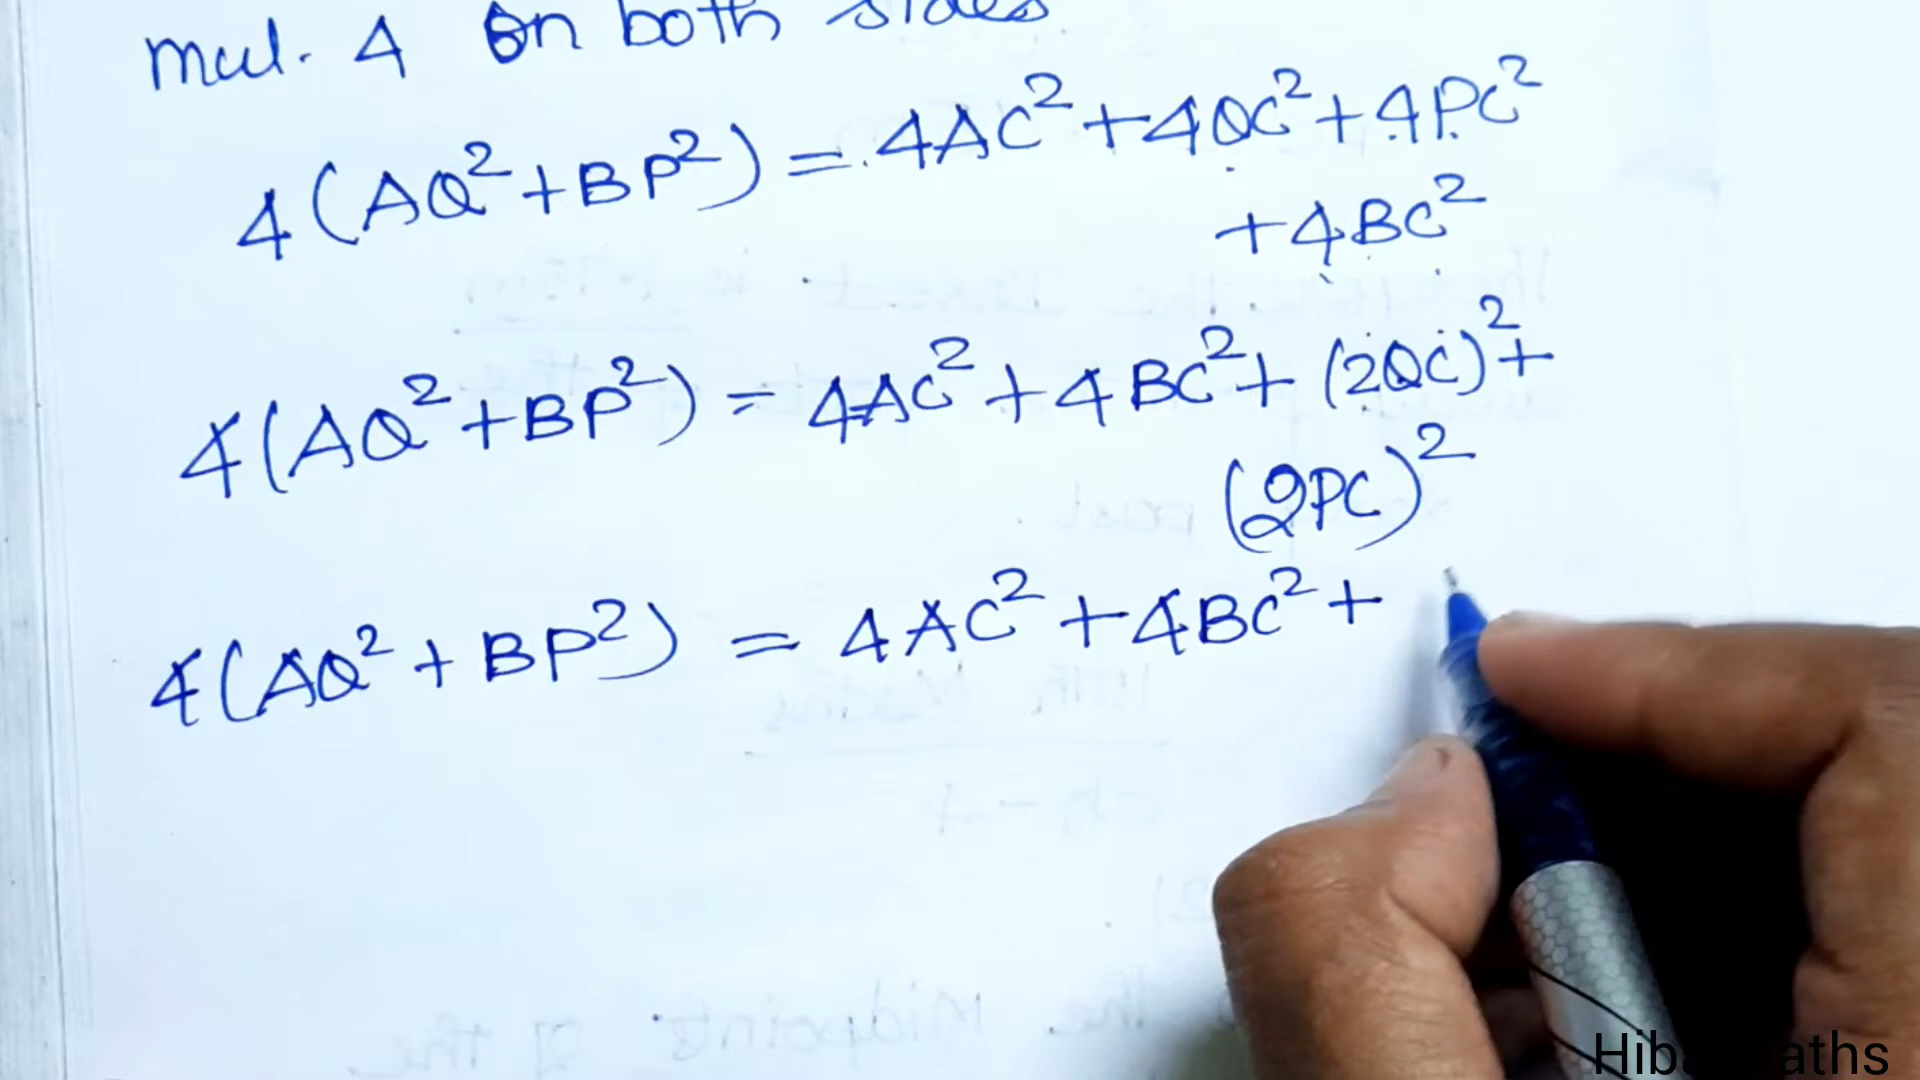 mul. 4 on both sides
4(AQ²+BP²) = 4AC²+4QC²+4PC²
+4BC²
4(AQ²+BP²) = 4AC²+4BC²+(2QC)²+
(2PC)²
4(AQ²+BP²) = 4AC²+4BC²+